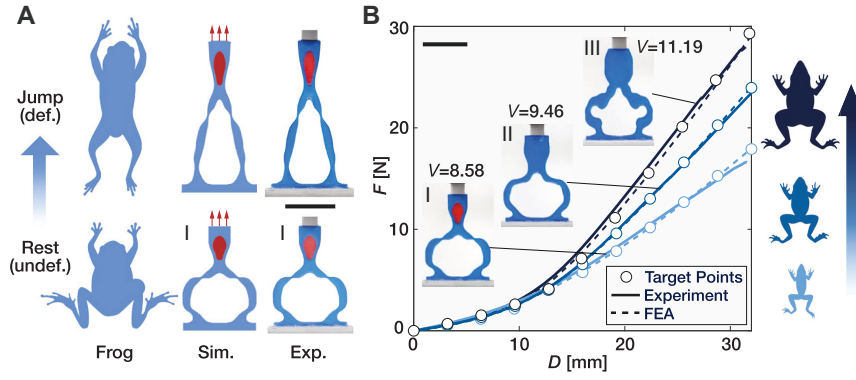 A
Jump
(def.)
Rest
(undef.)
I
I
Frog
Sim.
Exp.
B
30
20
10
0
F [N]
III
V=11.19
V=9.46
II
V=8.58
I
Target Points
Experiment
FEA
0
10
20
30
D [mm]